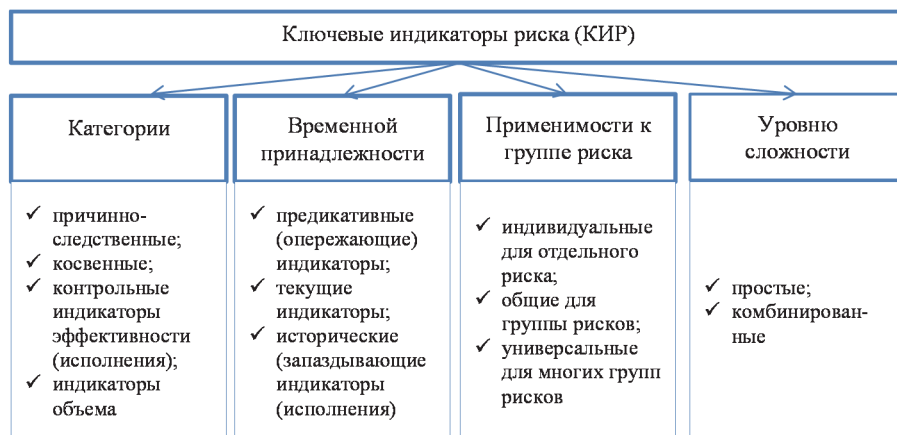 Ключевые индикаторы риска (КИР)
Категории
Временной
принадлежности
Применимости к
группе риска
Уровню
сложности
✓ причинно-
следственные;
✓ косвенные;
✓ контрольные
индикаторы
эффективности
(исполнения);
✓ индикаторы
объема
✓ предикативные
(опережающие)
индикаторы;
✓ текущие
индикаторы;
✓ исторические
(запаздывающие
индикаторы
(исполнения)
✓ индивидуальные
для отдельного
риска;
✓ общие для
группы рисков;
✓ универсальные
для многих групп
рисков
✓ простые;
✓ комбинирован-
ные